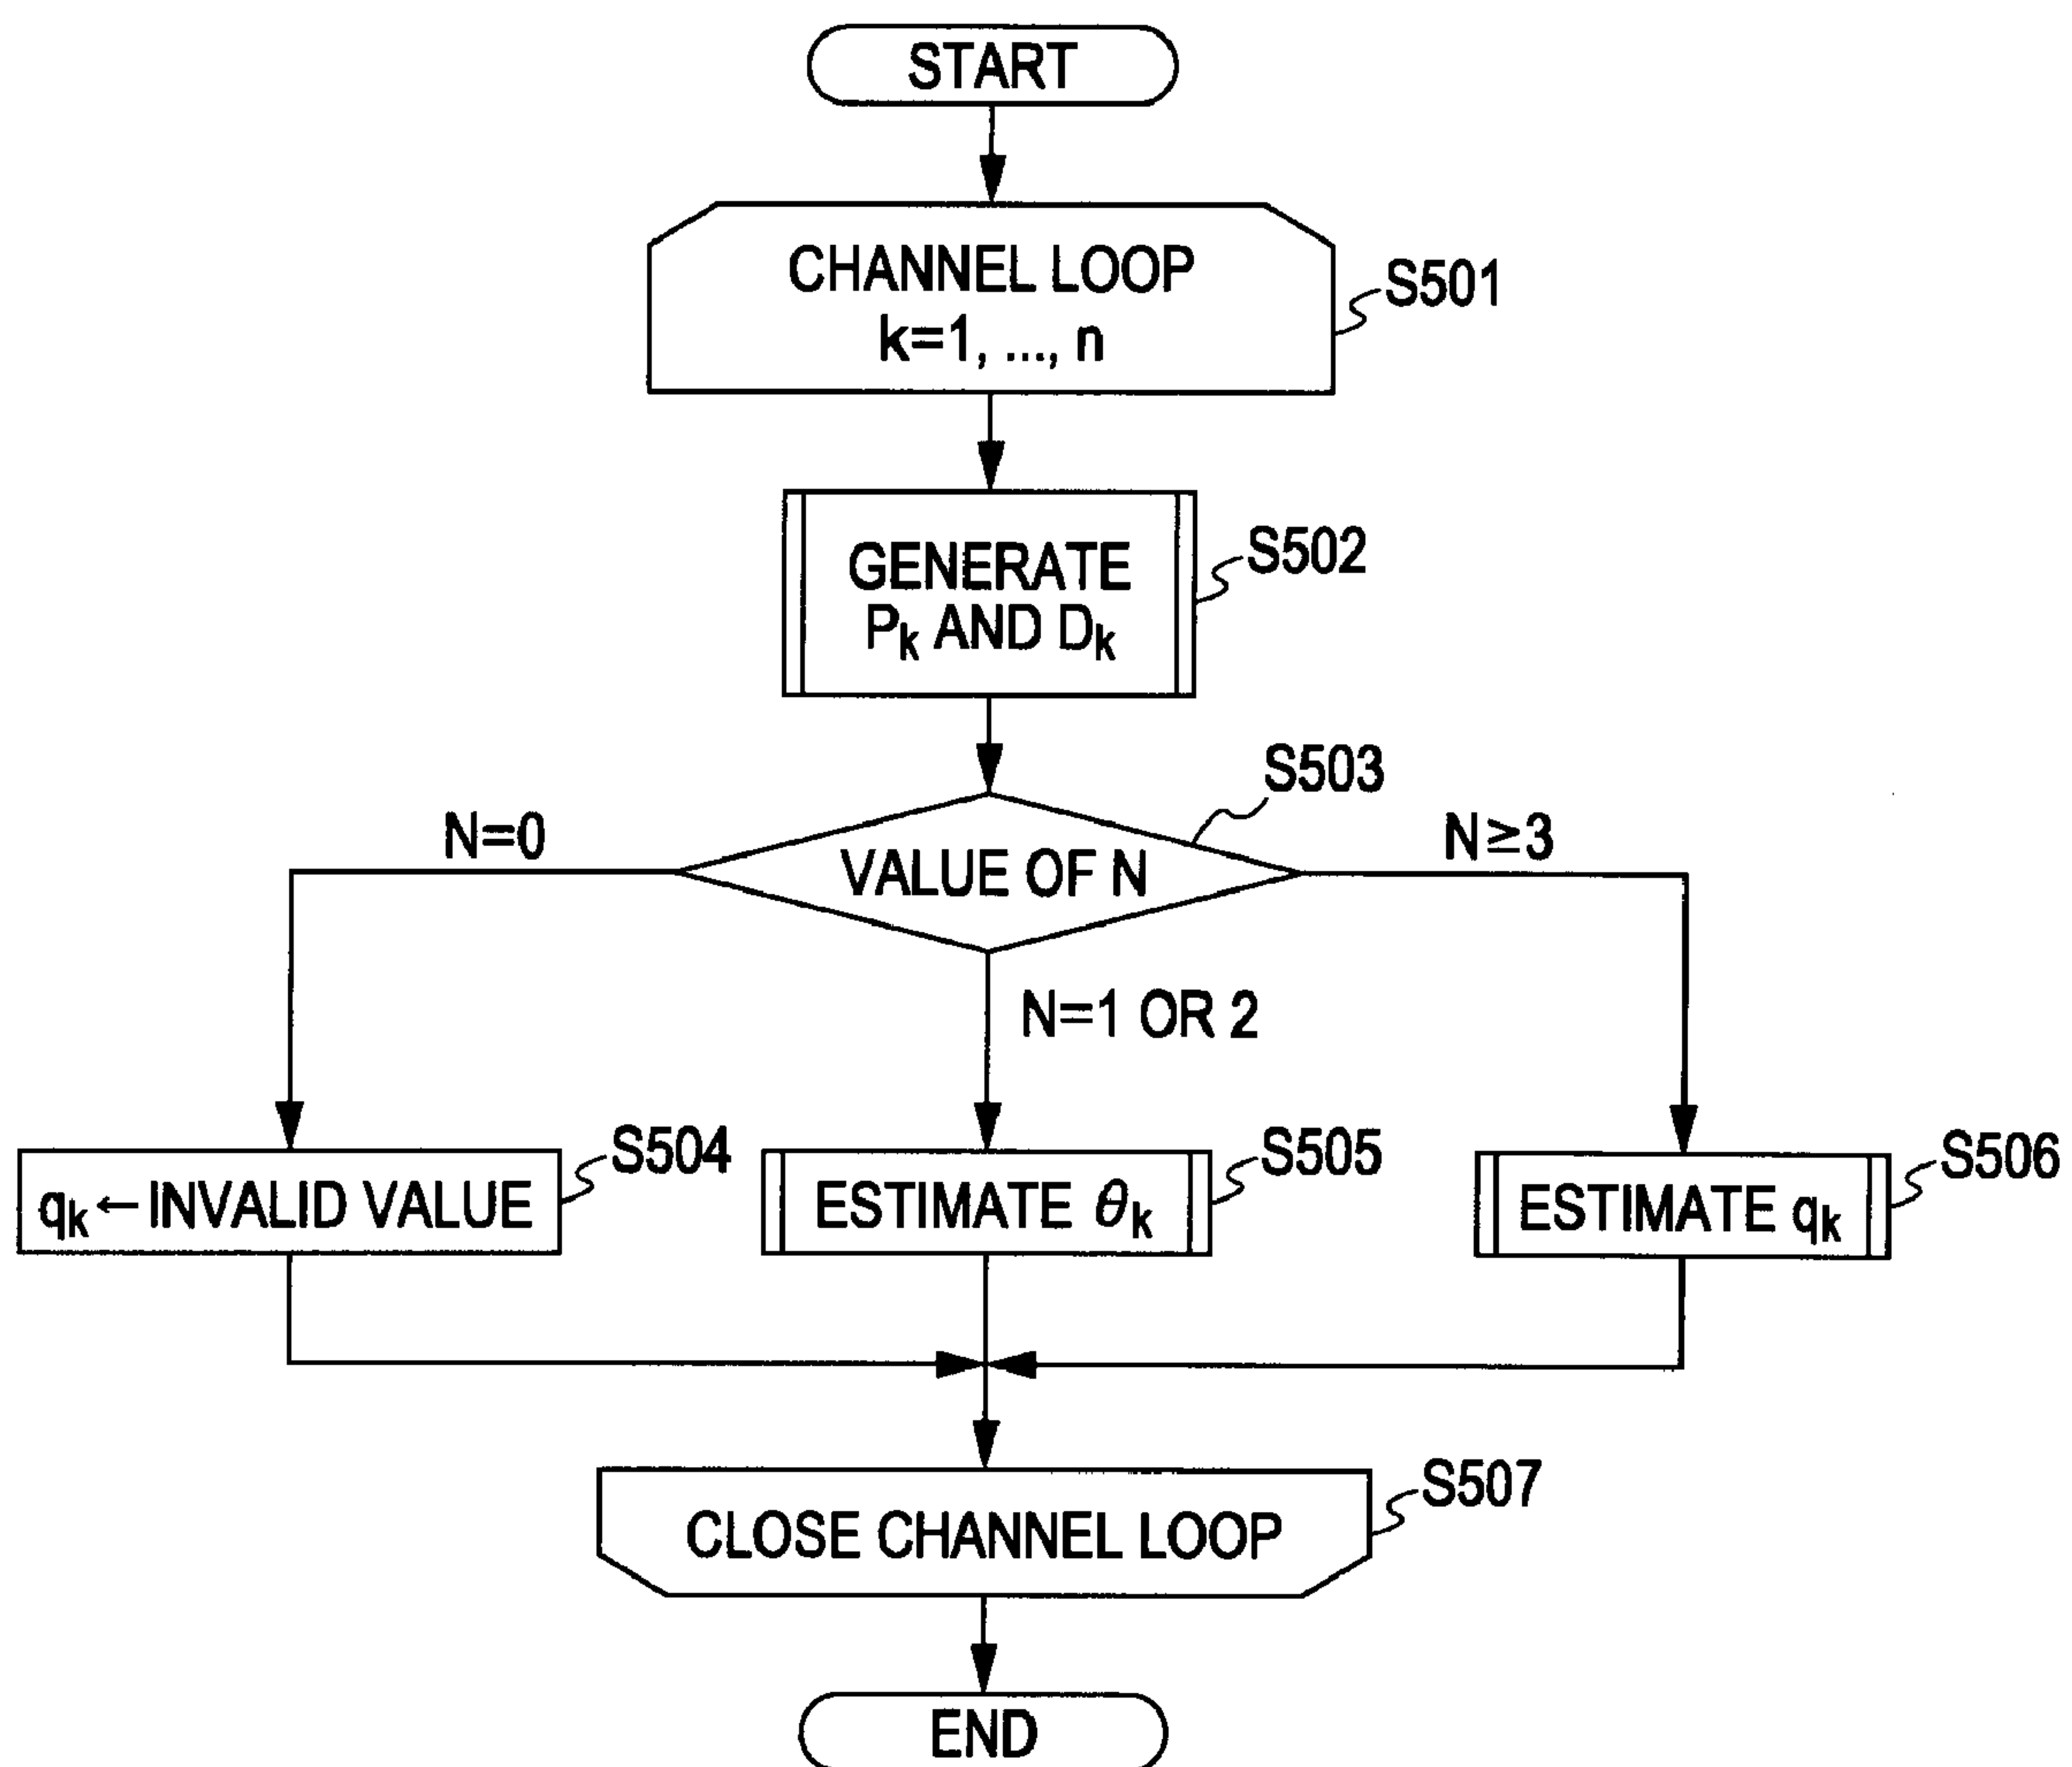 START
CHANNEL LOOP
k=1, ..., n
S501
GENERATE
Pk AND Dk
S502
S503
N=0
VALUE OF N
N≧3
N=1 OR 2
qk←INVALID VALUE
S504
ESTIMATE θk
S505
ESTIMATE qk
S506
CLOSE CHANNEL LOOP
S507
END